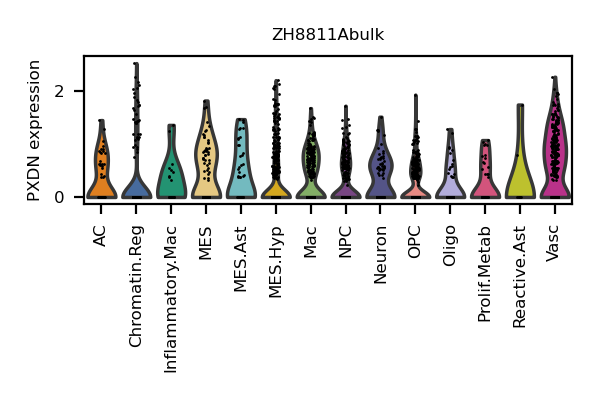 ZH8811Abulk
PXDN expression
2
0
AC
Chromatin.Reg
Inflammatory.Mac
MES
MES.Ast
MES.Hyp
Mac
NPC
Neuron
OPC
Oligo
Prolif.Metab
Reactive.Ast
Vasc